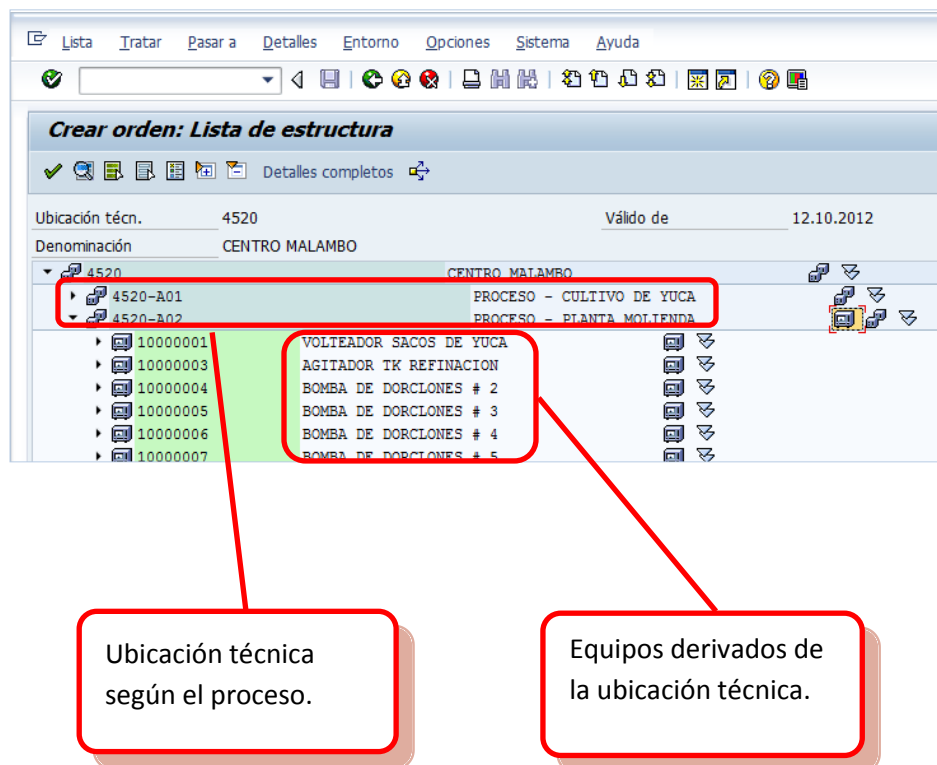 Lista Tratar Pasar a Detalles Entorno Opciones Sistema Ayuda
Crear orden: Lista de estructura
Detalles completos
Ubicación técn. 4520 Válido de 12.10.2012
Denominación CENTRO MALAMBO
4520 CENTRO MALAMBO
4520-A01 PROCESO - CULTIVO DE YUCA
4520-A02 PROCESO - PLANTA MOLIENDA
10000001 VOLTEADOR SACOS DE YUCA
10000003 AGITADOR TK REFINACION
10000004 BOMBA DE DORCLONES # 2
10000005 BOMBA DE DORCLONES # 3
10000006 BOMBA DE DORCLONES # 4
10000007 BOMBA DE DORCLONES # 5
Ubicación técnica
según el proceso.
Equipos derivados de
la ubicación técnica.